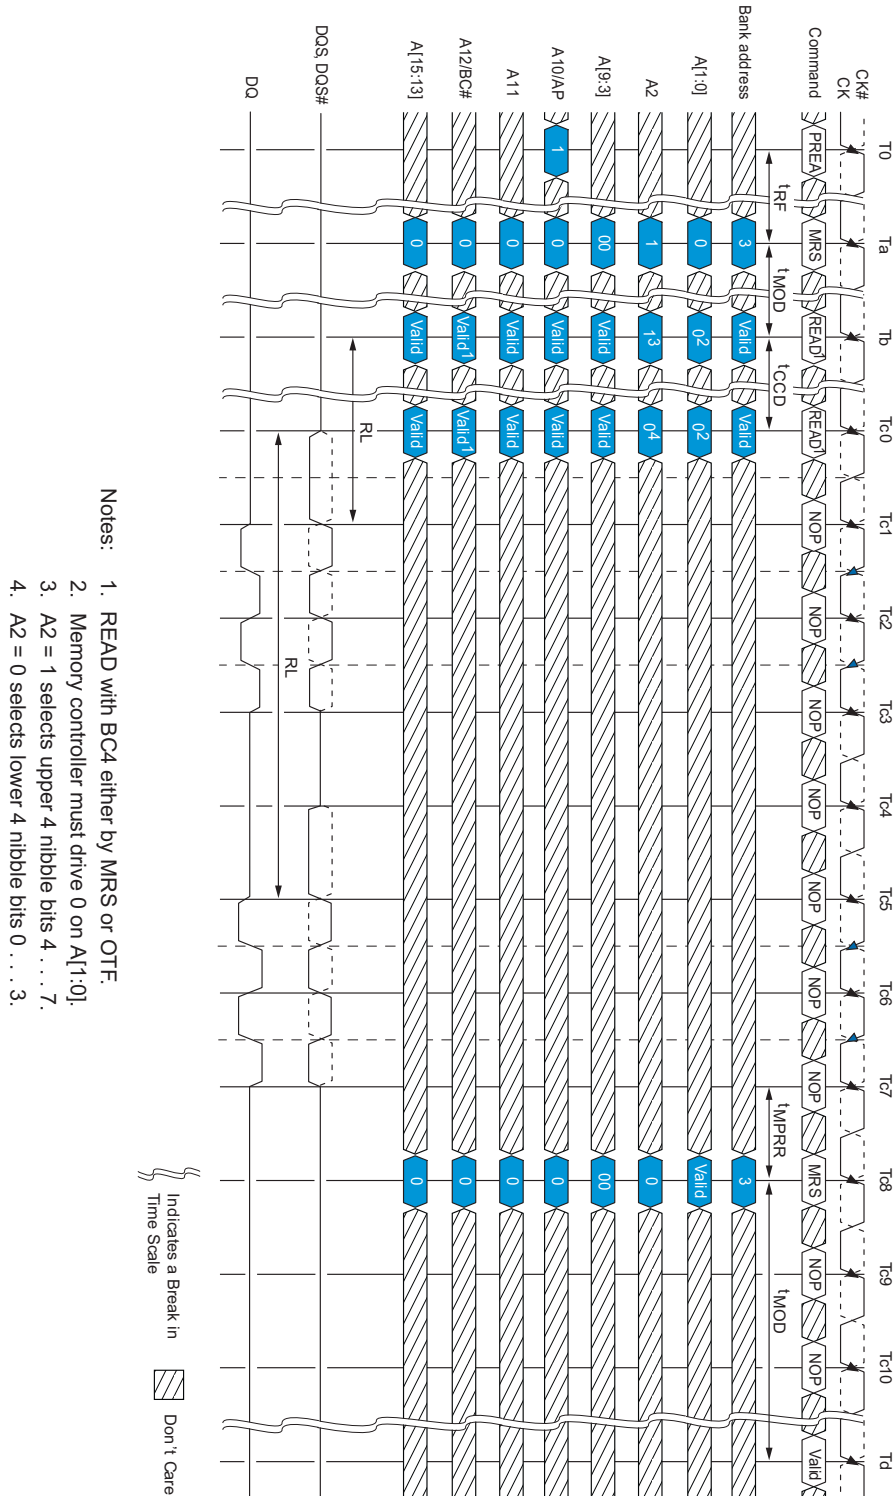 T0 Ta Tb Tc0 Tc1 Tc2 Tc3 Tc4 Tc5 Tc6 Tc7 Tc8 Tc9 Tc10 Td
CK#
CK
Command PREA MRS READ1 READ1 NOP NOP NOP NOP NOP NOP NOP MRS NOP NOP Valid
tRF tMOD tCCD tMPRR tMOD
Bank address 3 Valid Valid 3
A[1:0] 0 02 02 Valid
A2 1 13 04 0
A[9:3] 00 Valid Valid 00
A10/AP 1 0 Valid Valid 0
A11 0 Valid Valid 0
A12/BC# 0 Valid1 Valid1 0
A[15:13] 0 Valid Valid 0
RL
DQS, DQS#
RL
DQ
Indicates a Break in
Time Scale
Don't Care
Notes: 1. READ with BC4 either by MRS or OTF.
2. Memory controller must drive 0 on A[1:0].
3. A2 = 1 selects upper 4 nibble bits 4 . . . 7.
4. A2 = 0 selects lower 4 nibble bits 0 . . . 3.